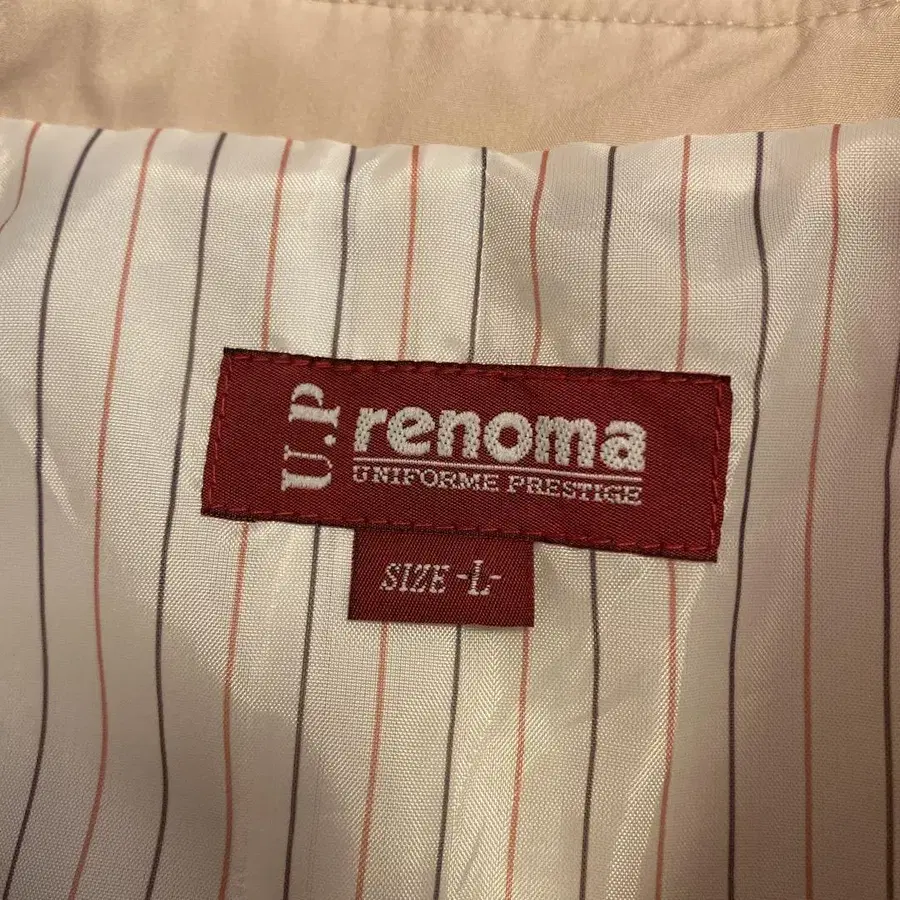 U.P
renoma
UNIFORME PRESTIGE
SIZE -L-